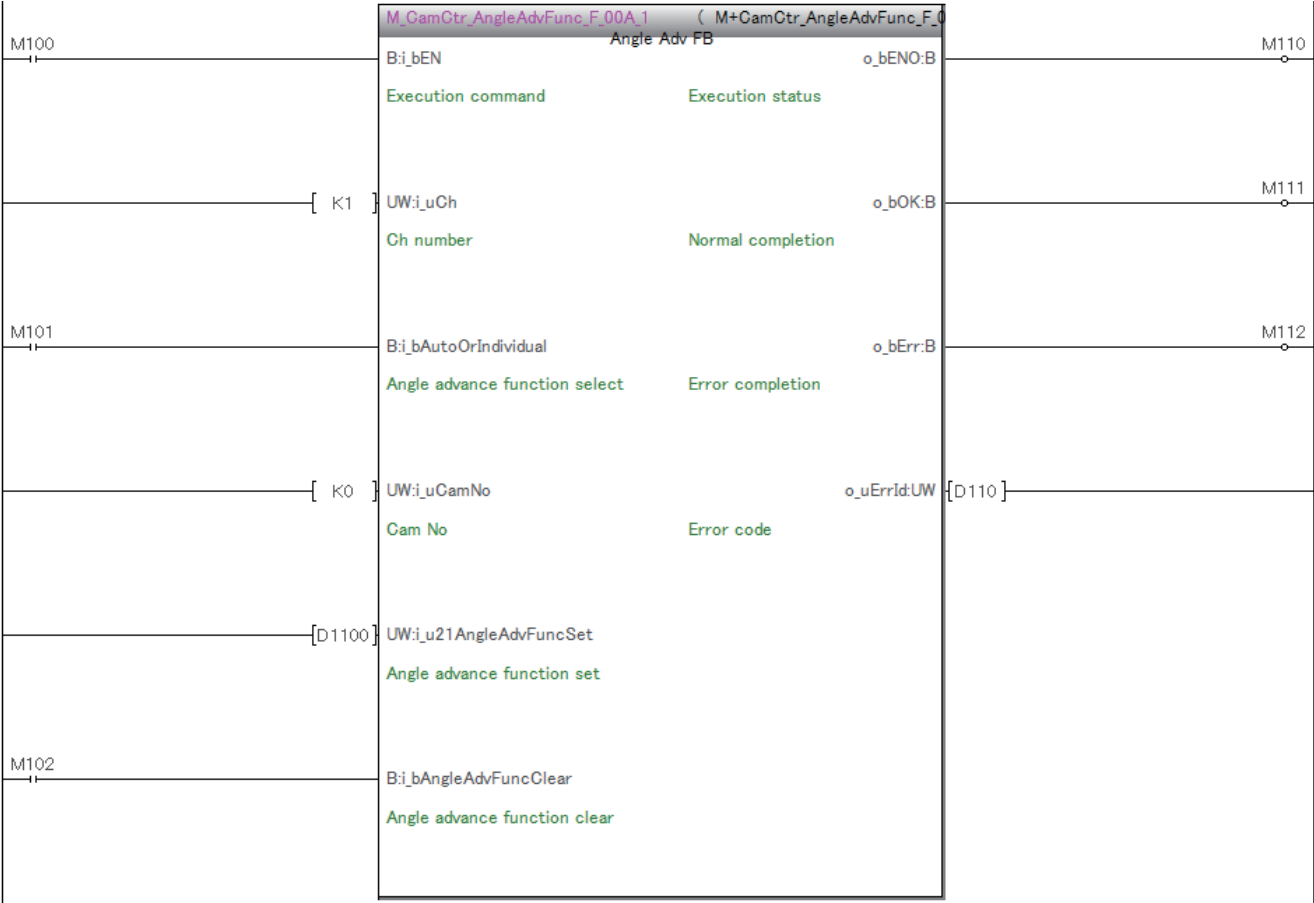 M_CamCtr_AngleAdvFunc_F_00A_1 ( M+CamCtr_AngleAdvFunc_F_0
Angle Adv FB
M100 B:i_bEN o_bENO:B M110
Execution command Execution status
[ K1 ] UW:i_uCh o_bOK:B M111
Ch number Normal completion
M101 B:i_bAutoOrIndividual o_bErr:B M112
Angle advance function select Error completion
[ K0 ] UW:i_uCamNo o_uErrId:UW [D110 ]
Cam No Error code
[D1100] UW:i_u21AngleAdvFuncSet
Angle advance function set
M102 B:i_bAngleAdvFuncClear
Angle advance function clear